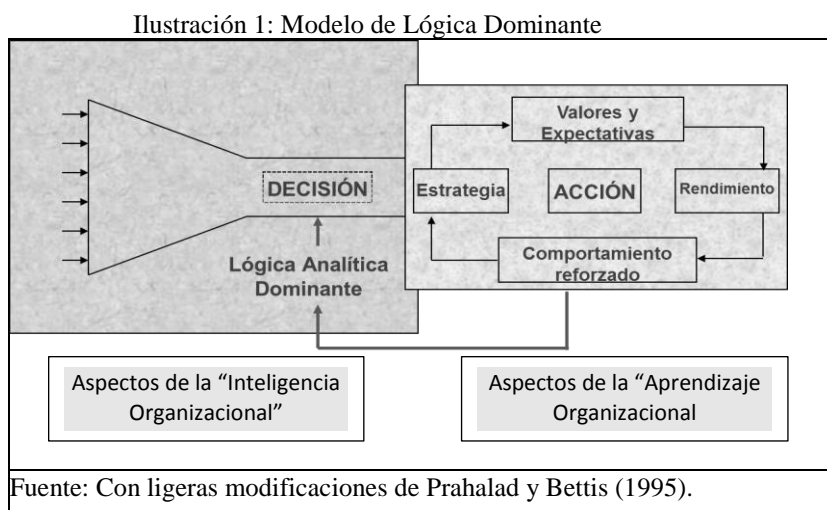 Ilustración 1: Modelo de Lógica Dominante
Valores y
Expectativas
DECISIÓN
Estrategia
ACCIÓN
Rendimiento
Lógica Analítica
Dominante
Comportamiento
reforzado
Aspectos de la “Inteligencia
Organizacional”
Aspectos de la “Aprendizaje
Organizacional
Fuente: Con ligeras modificaciones de Prahalad y Bettis (1995).